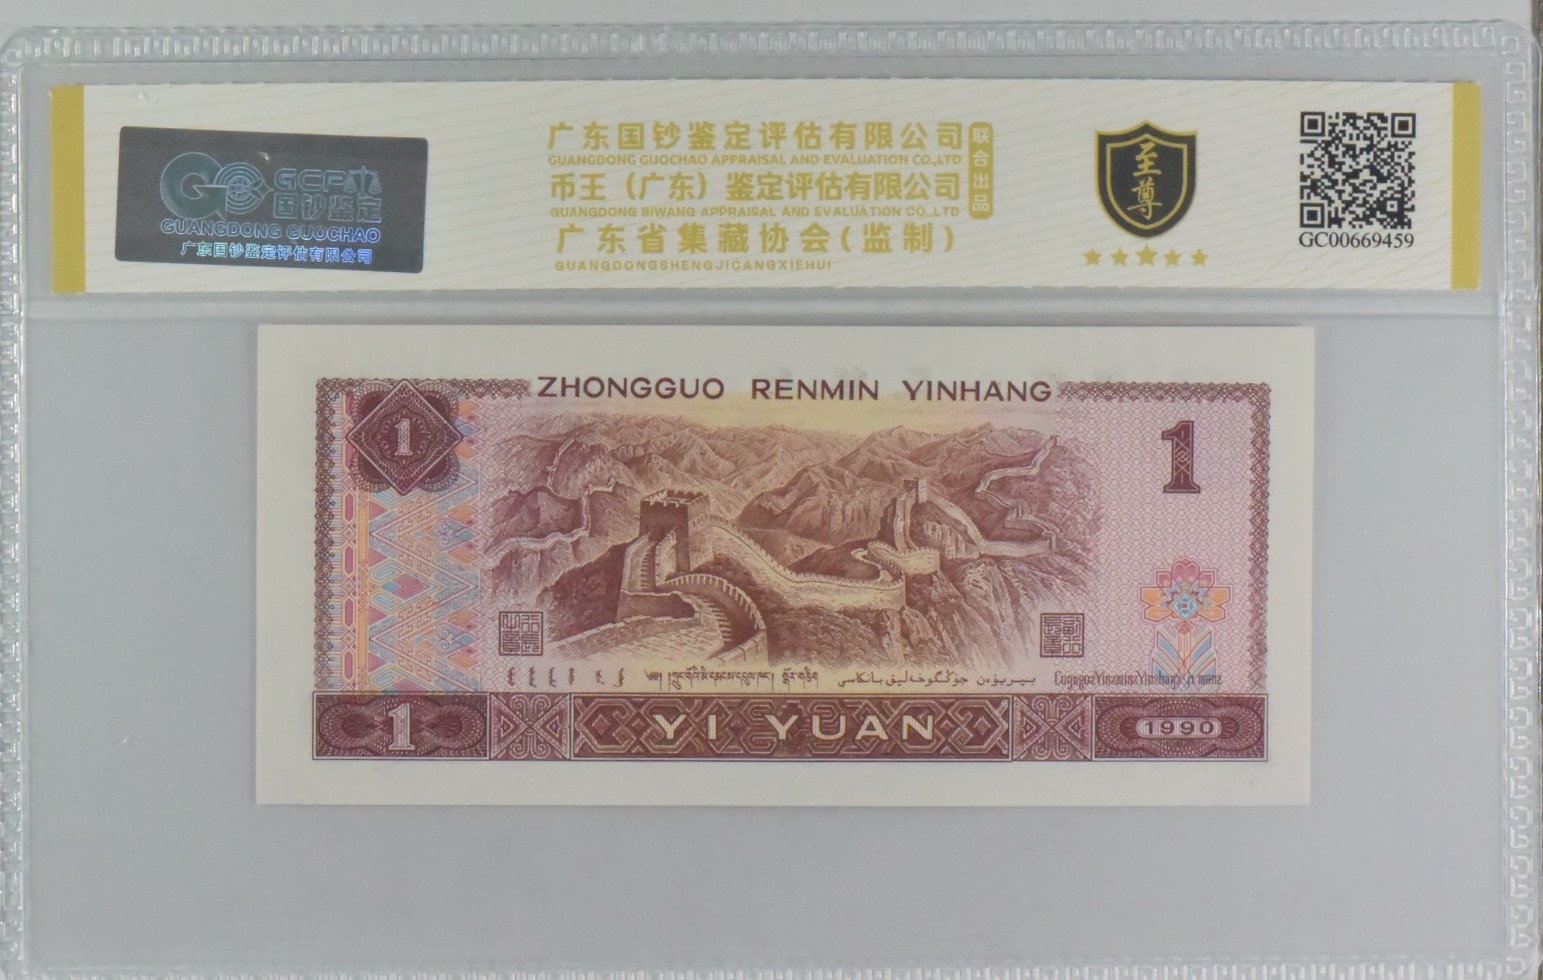 GCF
国钞鉴定
GUANGDONG GUOCHAO
广东国钞鉴定评估有限公司
广东国钞鉴定评估有限公司
GUANGDONG GUOCHAO APPRAISAL AND EVALUATION CO.,LTD
币王（广东）鉴定评估有限公司
GUANGDONG BIWANG APPRAISAL AND EVALUATION CO.,LTD
联合出品
广东省集藏协会(监制)
GUANGDONGSHENGJICANGXIEHUI
至尊
GC00669459
ZHONGGUO RENMIN YINHANG
1
1
1
YI YUAN
1990